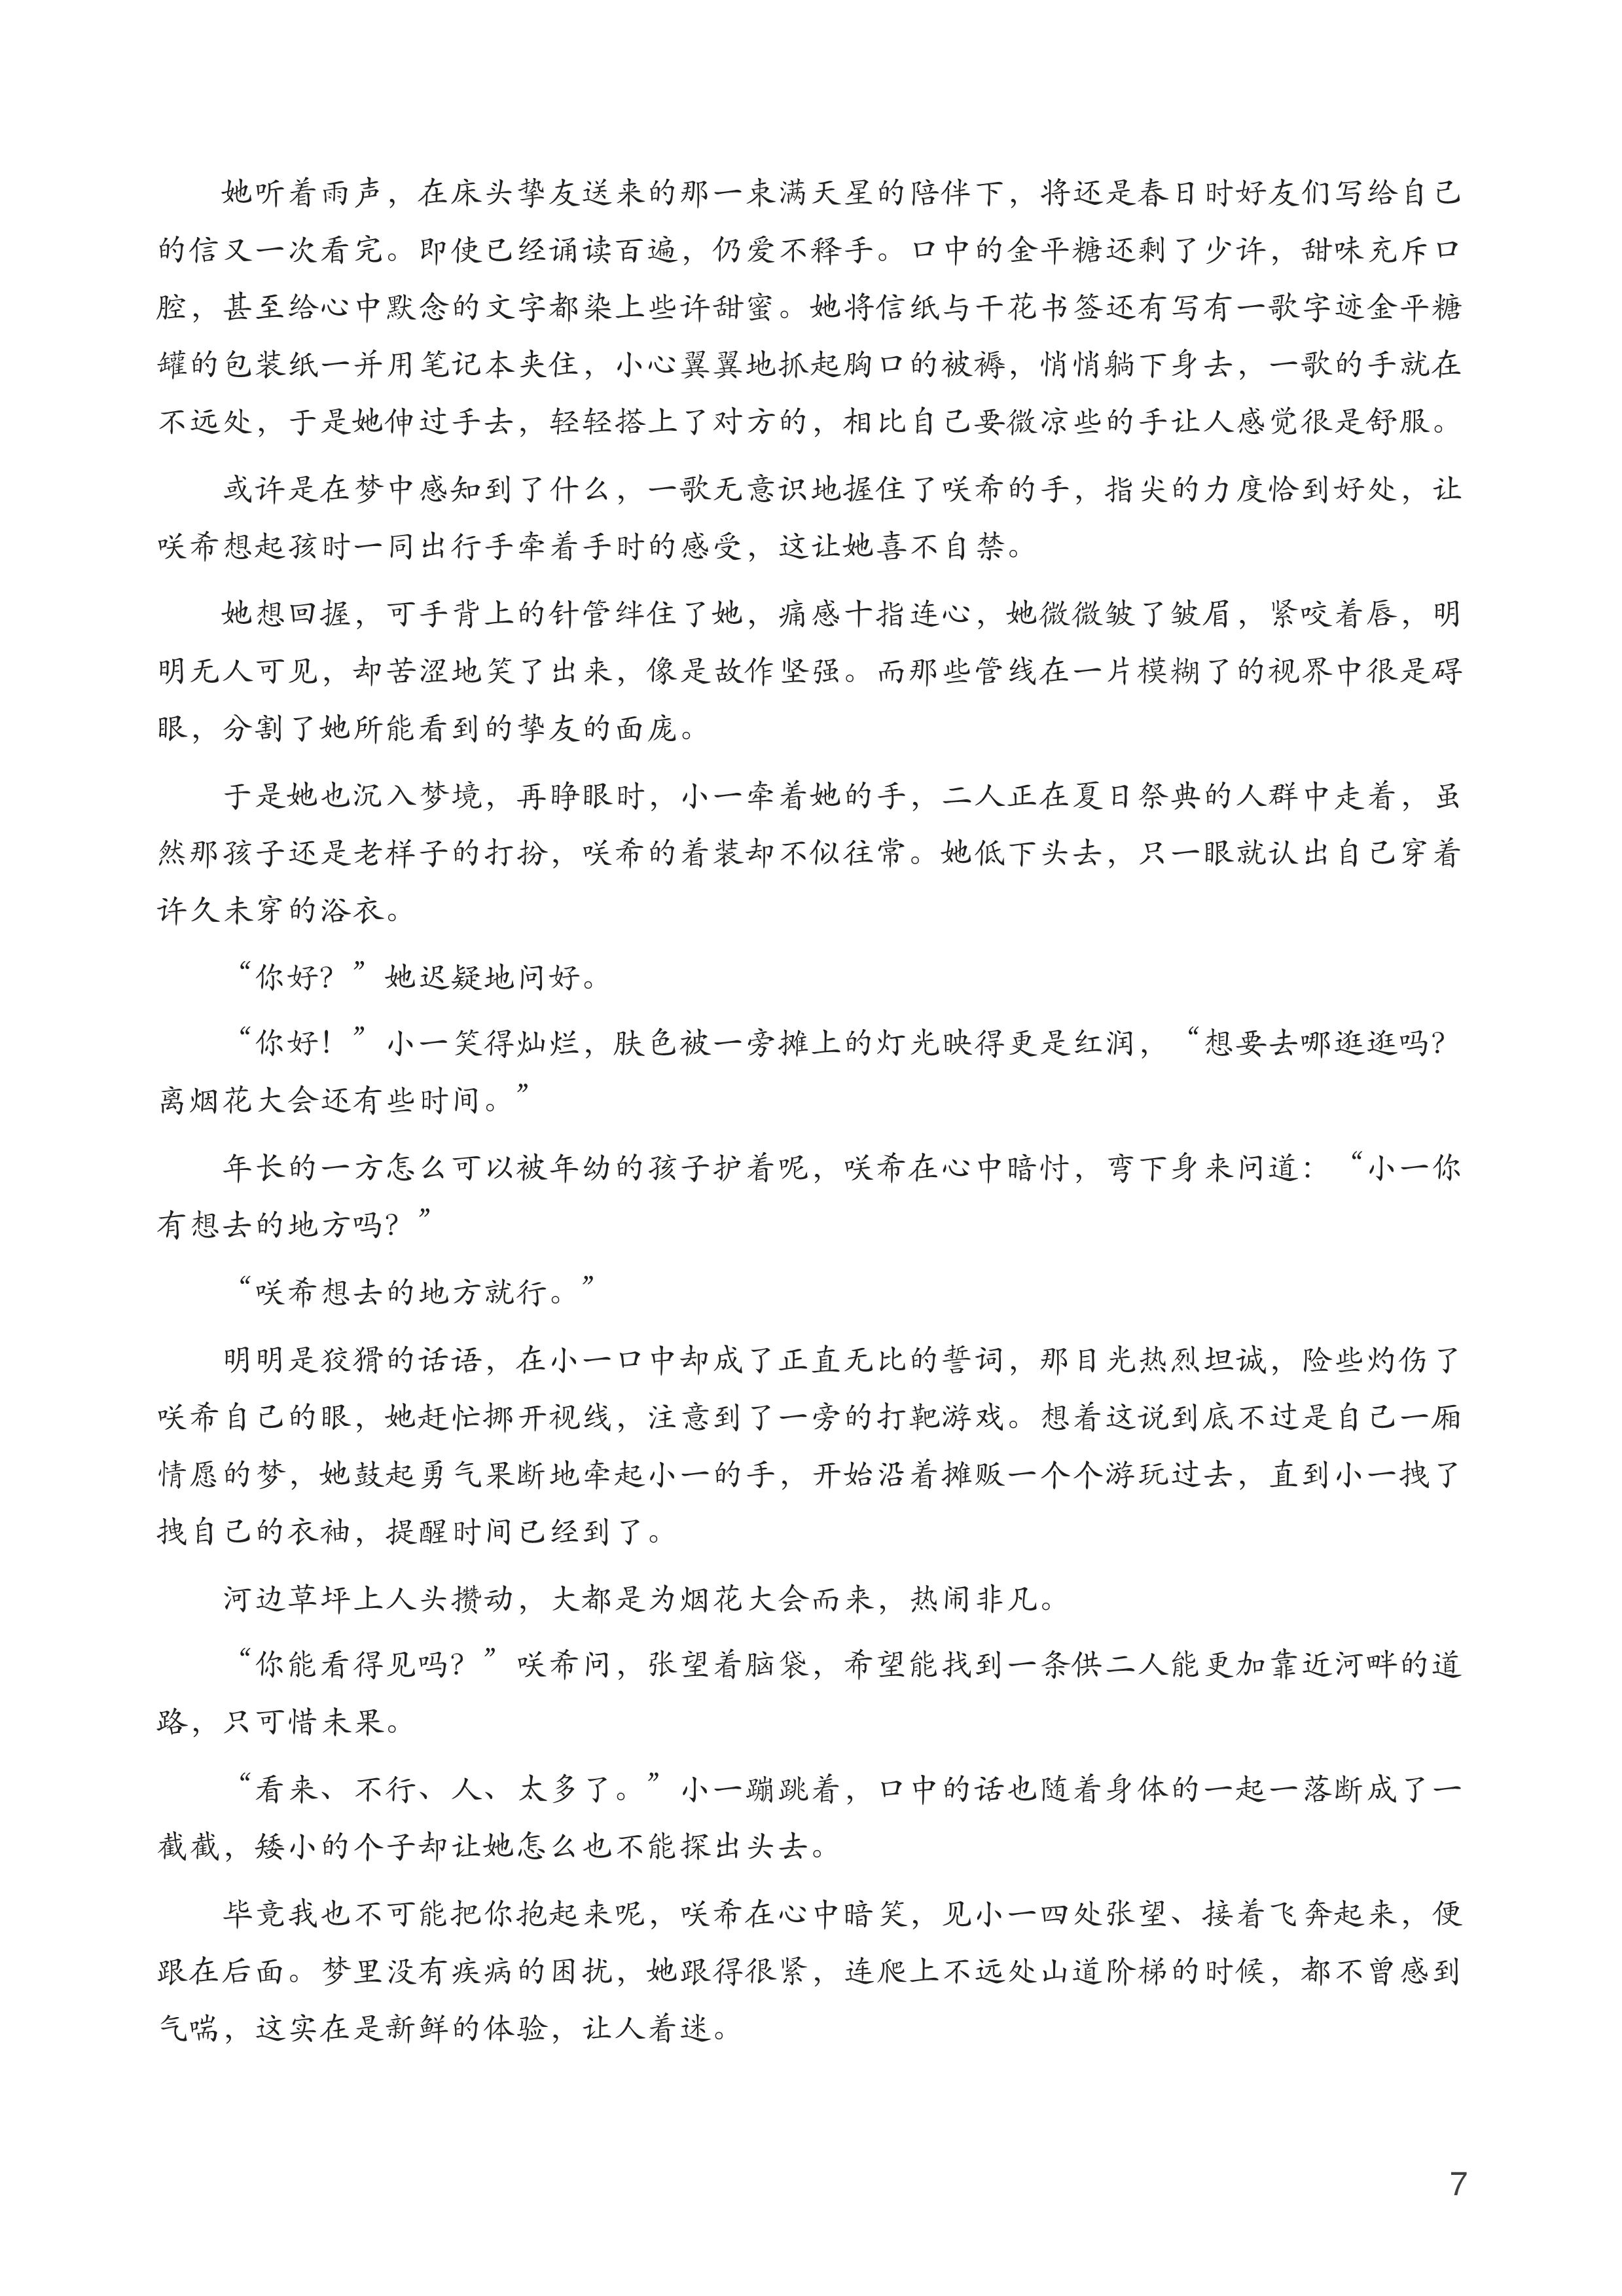 她听着雨声，在床头挚友送来的那一束满天星的陪伴下，将还是春日时好友们写给自己
的信又一次看完。即使已经诵读百遍，仍爱不释手。口中的金平糖还剩了少许，甜味充斥口
腔，甚至给心中默念的文字都染上些许甜蜜。她将信纸与干花书签还有写有一歌字迹金平糖
罐的包装纸一并用笔记本夹住，小心翼翼地抓起胸口的被褥，悄悄躺下身去，一歌的手就在
不远处，于是她伸过手去，轻轻搭上了对方的，相比自己要微凉些的手让人感觉很是舒服。
或许是在梦中感知到了什么，一歌无意识地握住了咲希的手，指尖的力度恰到好处，让
咲希想起孩时一同出行手牵着手时的感受，这让她喜不自禁。
她想回握，可手背上的针管绊住了她，痛感十指连心，她微微皱了皱眉，紧咬着唇，明
明无人可见，却苦涩地笑了出来，像是故作坚强。而那些管线在一片模糊了的视界中很是碍
眼，分割了她所能看到的挚友的面庞。
于是她也沉入梦境，再睁眼时，小一牵着她的手，二人正在夏日祭典的人群中走着，虽
然那孩子还是老样子的打扮，咲希的着装却不似往常。她低下头去，只一眼就认出自己穿着
许久未穿的浴衣。
“你好？”她迟疑地问好。
“你好！”小一笑得灿烂，肤色被一旁摊上的灯光映得更是红润，“想要去哪逛逛吗？
离烟花大会还有些时间。”
年长的一方怎么可以被年幼的孩子护着呢，咲希在心中暗忖，弯下身来问道：“小一你
有想去的地方吗？”
“咲希想去的地方就行。”
明明是狡猾的话语，在小一口中却成了正直无比的誓词，那目光热烈坦诚，险些灼伤了
咲希自己的眼，她赶忙挪开视线，注意到了一旁的打靶游戏。想着这说到底不过是自己一厢
情愿的梦，她鼓起勇气果断地牵起小一的手，开始沿着摊贩一个个游玩过去，直到小一拽了
拽自己的衣袖，提醒时间已经到了。
河边草坪上人头攒动，大都是为烟花大会而来，热闹非凡。
“你能看得见吗？”咲希问，张望着脑袋，希望能找到一条供二人能更加靠近河畔的道
路，只可惜未果。
“看来、不行、人、太多了。”小一蹦跳着，口中的话也随着身体的一起一落断成了一
截截，矮小的个子却让她怎么也不能探出头去。
毕竟我也不可能把你抱起来呢，咲希在心中暗笑，见小一四处张望、接着飞奔起来，便
跟在后面。梦里没有疾病的困扰，她跟得很紧，连爬上不远处山道阶梯的时候，都不曾感到
气喘，这实在是新鲜的体验，让人着迷。
7